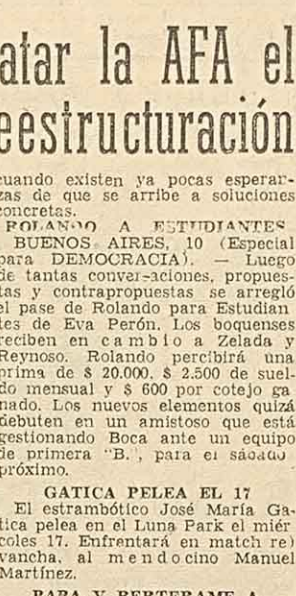 atar la AFA el
eestructuración
cuando existen ya pocas esperan-
zas de que se arribe a soluciones
concretas.
ROLANDO A ESTUDIANTES
BUENOS AIRES, 10 (Especial
para DEMOCRACIA). — Luego
de tantas conversaciones, propues-
tas y contrapropuestas se arregló
el pase de Rolando para Estudian
tes de Eva Perón. Los boquenses
reciben en cambio a Zelada y
Reynoso. Rolando percibirá una
prima de $ 20.000. $ 2.500 de suel-
do mensual y $ 600 por cotejo ga
nado. Los nuevos elementos quizá
debuten en un amistoso que está
gestionando Boca ante un equipo
de primera "B", para el sábado
próximo.
GATICA PELEA EL 17
El estrambótico José María Ga-
tica pelea en el Luna Park el miér
coles 17. Enfrentará en match re)
vancha, al mendocino Manuel
Martínez.